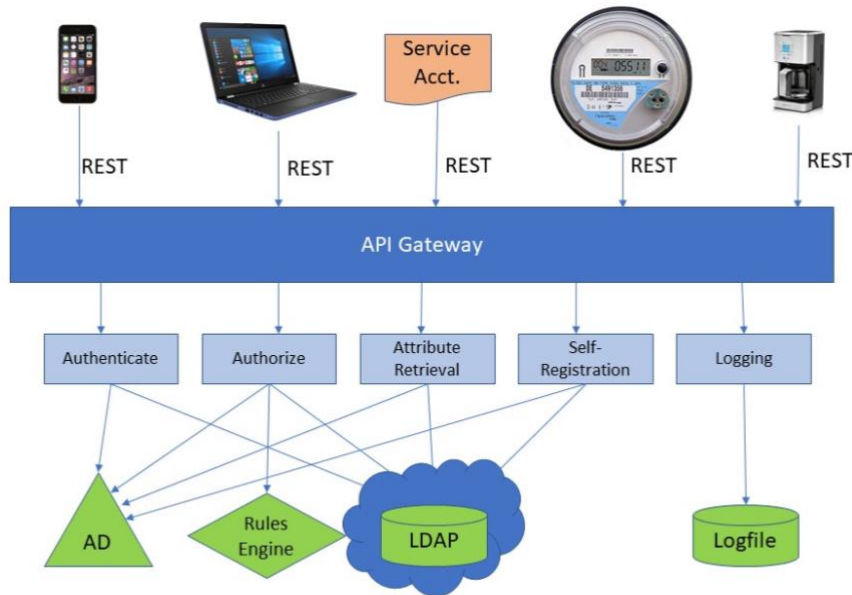 Service
Acct.
05511
REST
REST
REST
REST
REST
API Gateway
Authenticate
Authorize
Attribute
Retrieval
Self-
Registration
Logging
AD
Rules
Engine
LDAP
Logfile